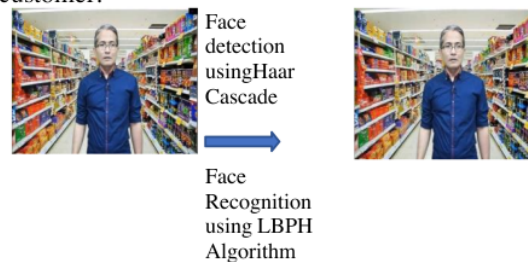 customer.
Face
detection
usingHaar
Cascade
Face
Recognition
using LBPH
Algorithm